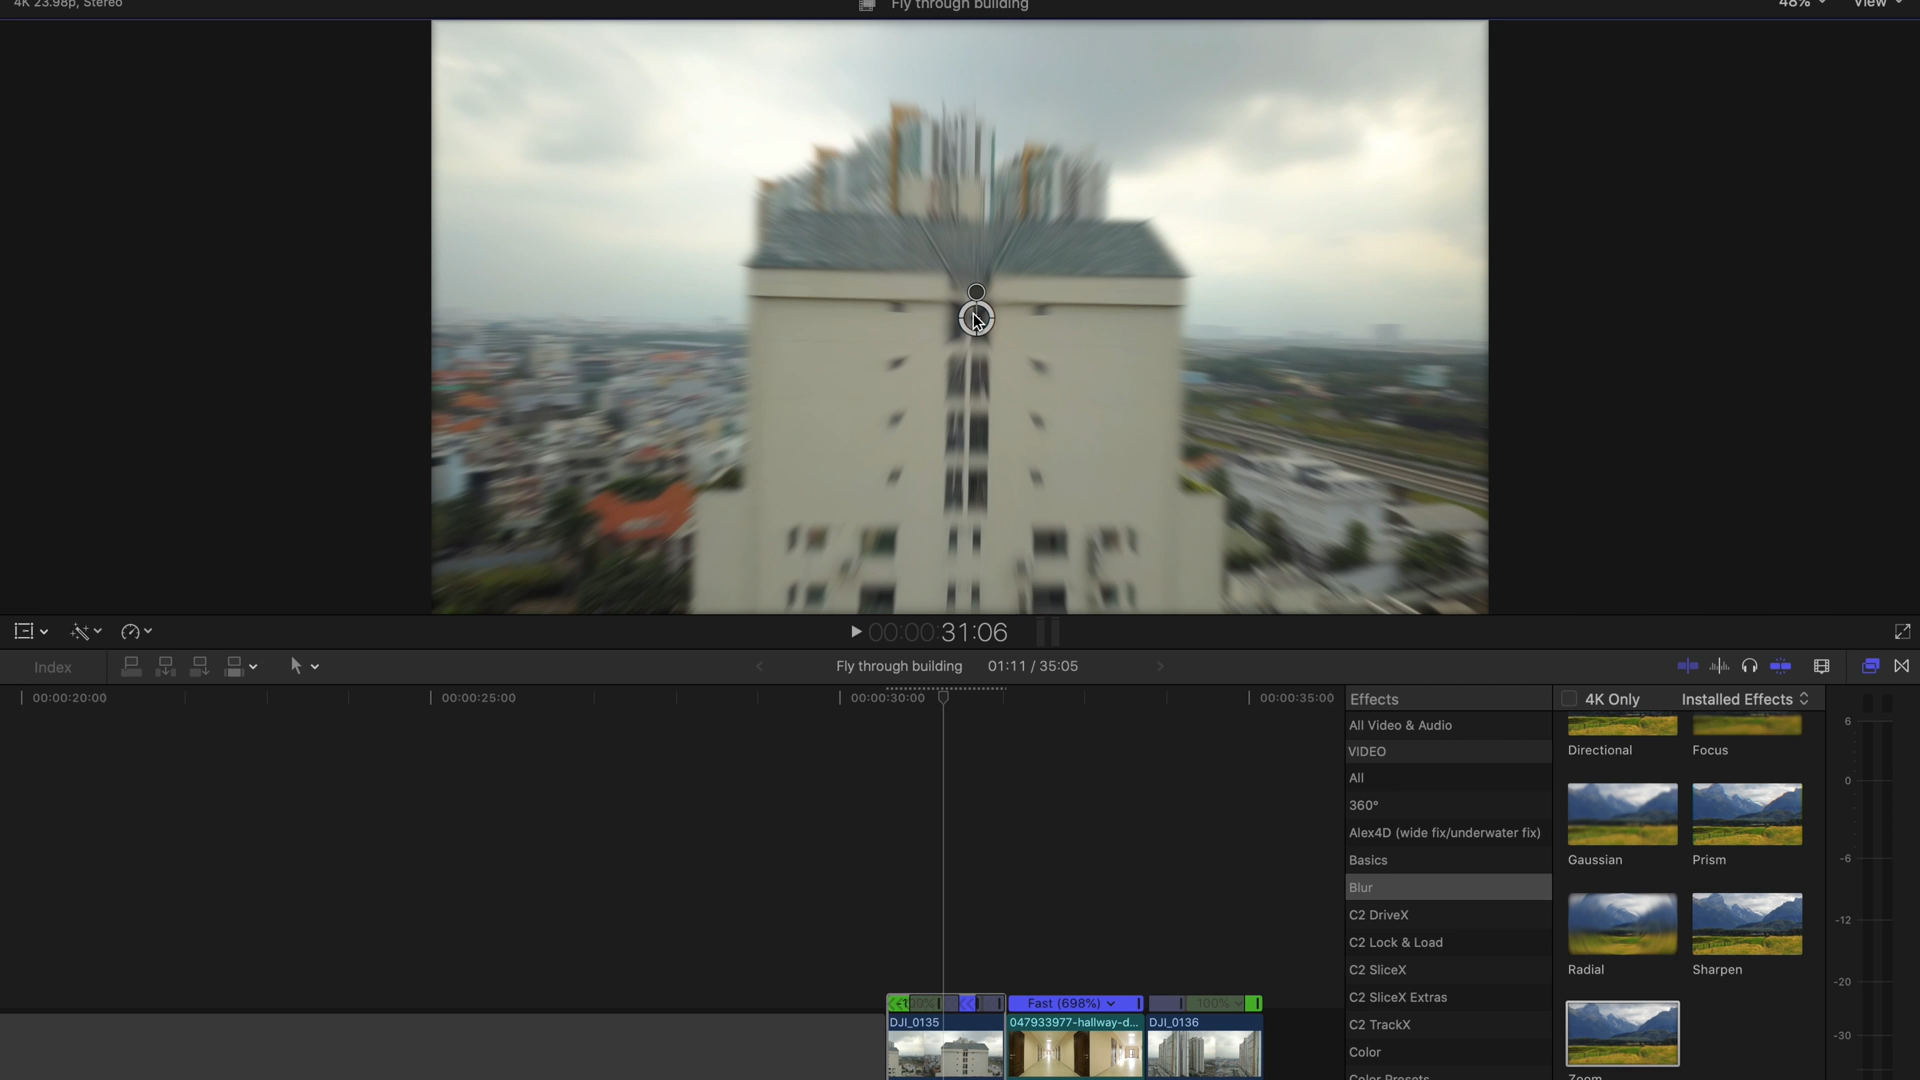 4K 23.98p, Stereo
Fly through building
48%
View
00:00:31:06
Index
Fly through building
01:11 / 35:05
00:00:20:00
00:00:25:00
00:00:30:00
00:00:35:00
Effects
4K Only
Installed Effects
All Video & Audio
VIDEO
All
360°
Alex4D (wide fix/underwater fix)
Basics
Blur
C2 DriveX
C2 Lock & Load
C2 SliceX
C2 SliceX Extras
C2 TrackX
Color
Color Presets
Directional
Focus
Gaussian
Prism
Radial
Sharpen
Zoom
6
0
-6
-12
-20
-30
Fast (698%)
100%
DJI_0135
047933977-hallway-d...
DJI_0136